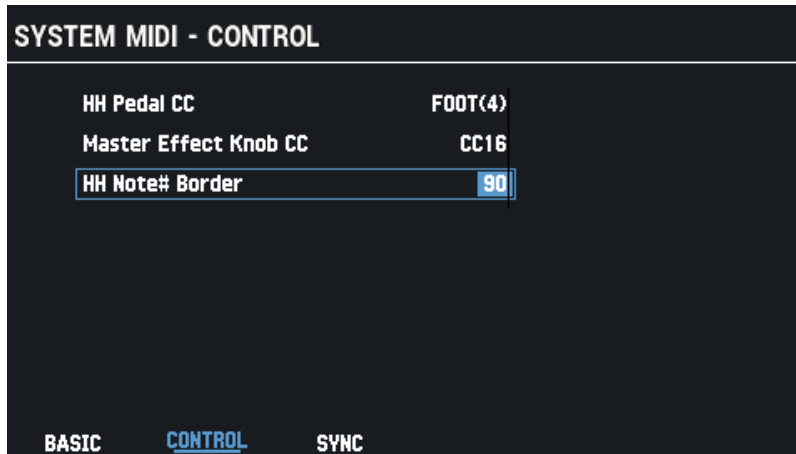 SYSTEM MIDI - CONTROL
HH Pedal CC FOOT(4)
Master Effect Knob CC CC16
HH Note# Border 90
BASIC CONTROL SYNC